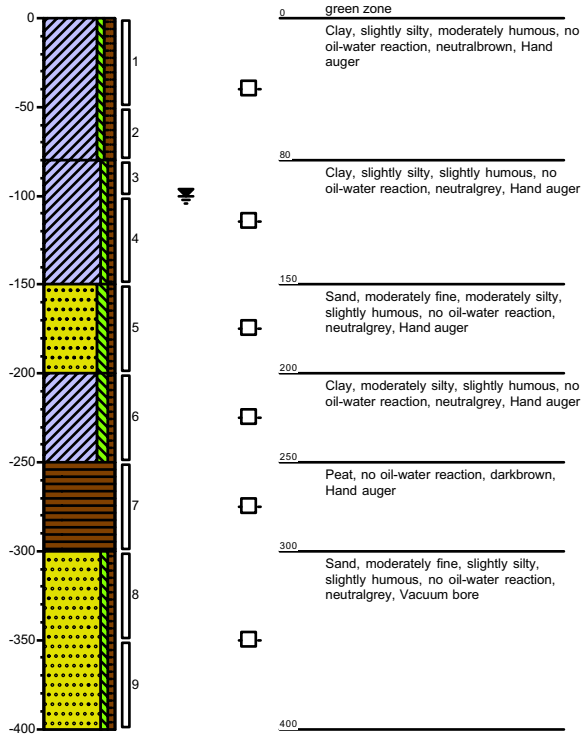 green zone
0
0
Clay, slightly silty, moderately humous, no
oil-water reaction, neutralbrown, Hand
auger
1
-50
2
80
3
Clay, slightly silty, slightly humous, no
oil-water reaction, neutralgrey, Hand auger
-100
4
-150
150
Sand, moderately fine, moderately silty,
slightly humous, no oil-water reaction,
neutralgrey, Hand auger
5
-200
200
Clay, moderately silty, slightly humous, no
oil-water reaction, neutralgrey, Hand auger
6
-250
250
Peat, no oil-water reaction, darkbrown,
Hand auger
7
-300
300
Sand, moderately fine, slightly silty,
slightly humous, no oil-water reaction,
neutralgrey, Vacuum bore
8
-350
9
-400
400